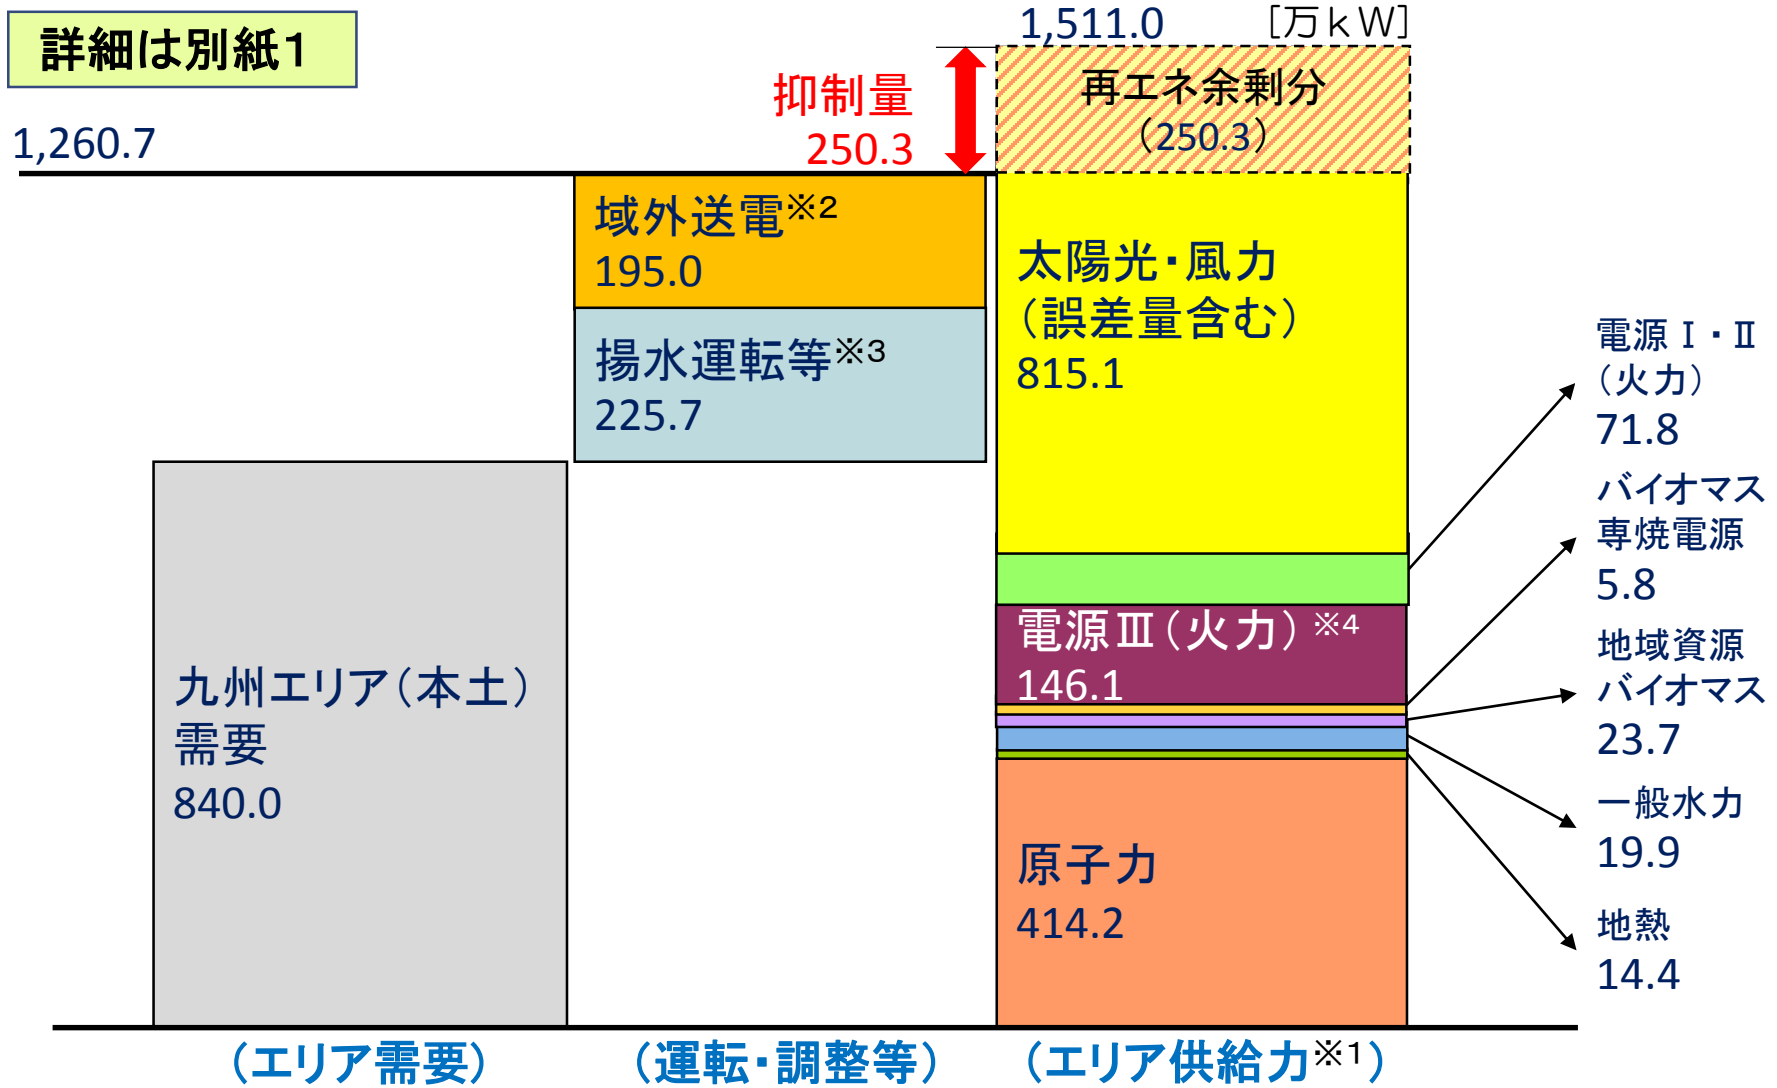 詳細は別紙1
1,511.0
[万kW]
1,260.7
抑制量
250.3
再エネ余剰分
（250.3）
域外送電※2
195.0
揚水運転等※3
225.7
太陽光・風力
（誤差量含む）
815.1
電源Ⅰ・Ⅱ
（火力）
71.8
バイオマス
専焼電源
5.8
電源Ⅲ（火力）※4
146.1
地域資源
バイオマス
23.7
九州エリア（本土）
需要
840.0
一般水力
19.9
原子力
414.2
地熱
14.4
（エリア需要）
（運転・調整等）
（エリア供給力※1）